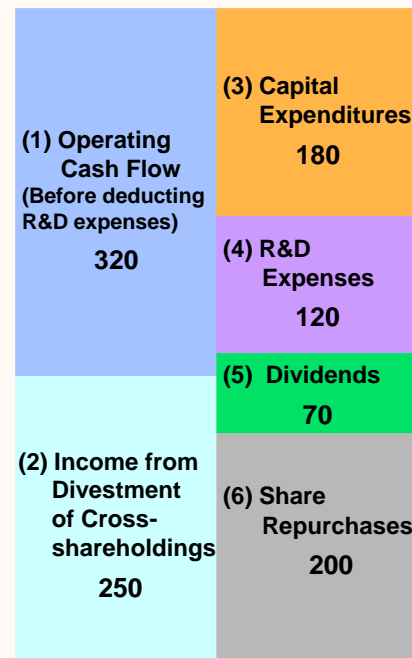 (1) Operating
Cash Flow
(Before deducting
R&D expenses)
320
(2) Income from
Divestment
of Cross-
shareholdings
250
(3) Capital
Expenditures
180
(4) R&D
Expenses
120
(5) Dividends
70
(6) Share
Repurchases
200